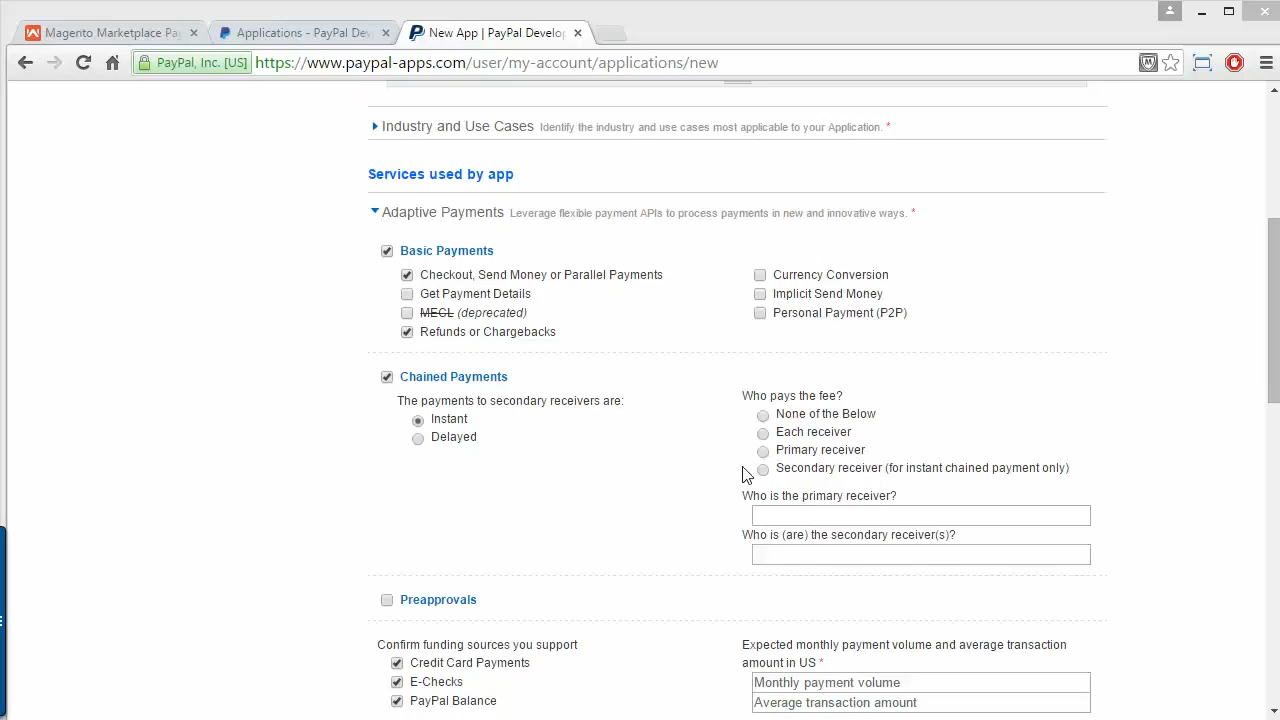 Magento Marketplace Pa
Applications - PayPal Dev
New App | PayPal Develop
PayPal, Inc. [US]
https://www.paypal-apps.com/user/my-account/applications/new
Industry and Use Cases Identify the industry and use cases most applicable to your Application. *
Services used by app
Adaptive Payments Leverage flexible payment APIs to process payments in new and innovative ways. *
Basic Payments
Checkout, Send Money or Parallel Payments
Currency Conversion
Get Payment Details
Implicit Send Money
MECL (deprecated)
Personal Payment (P2P)
Refunds or Chargebacks
Chained Payments
The payments to secondary receivers are:
Instant
Delayed
Who pays the fee?
None of the Below
Each receiver
Primary receiver
Secondary receiver (for instant chained payment only)
Who is the primary receiver?
Who is (are) the secondary receiver(s)?
Preapprovals
Confirm funding sources you support
Credit Card Payments
E-Checks
PayPal Balance
Expected monthly payment volume and average transaction
amount in US *
Monthly payment volume
Average transaction amount